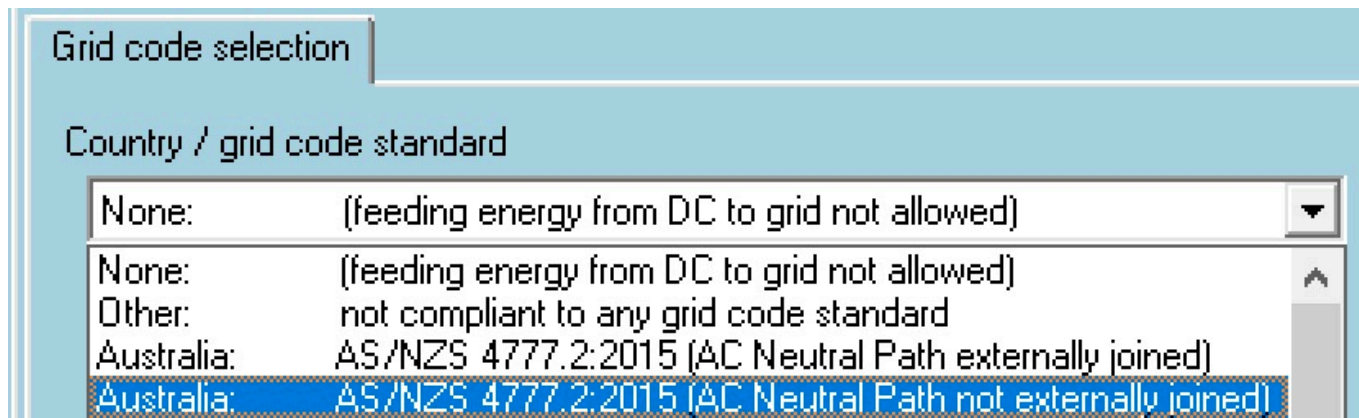 Grid code selection
Country / grid code standard
None: (feeding energy from DC to grid not allowed)
None: (feeding energy from DC to grid not allowed)
Other: not compliant to any grid code standard
Australia: AS/NZS 4777.2:2015 (AC Neutral Path externally joined)
Australia: AS/NZS 4777.2:2015 (AC Neutral Path not externally joined)